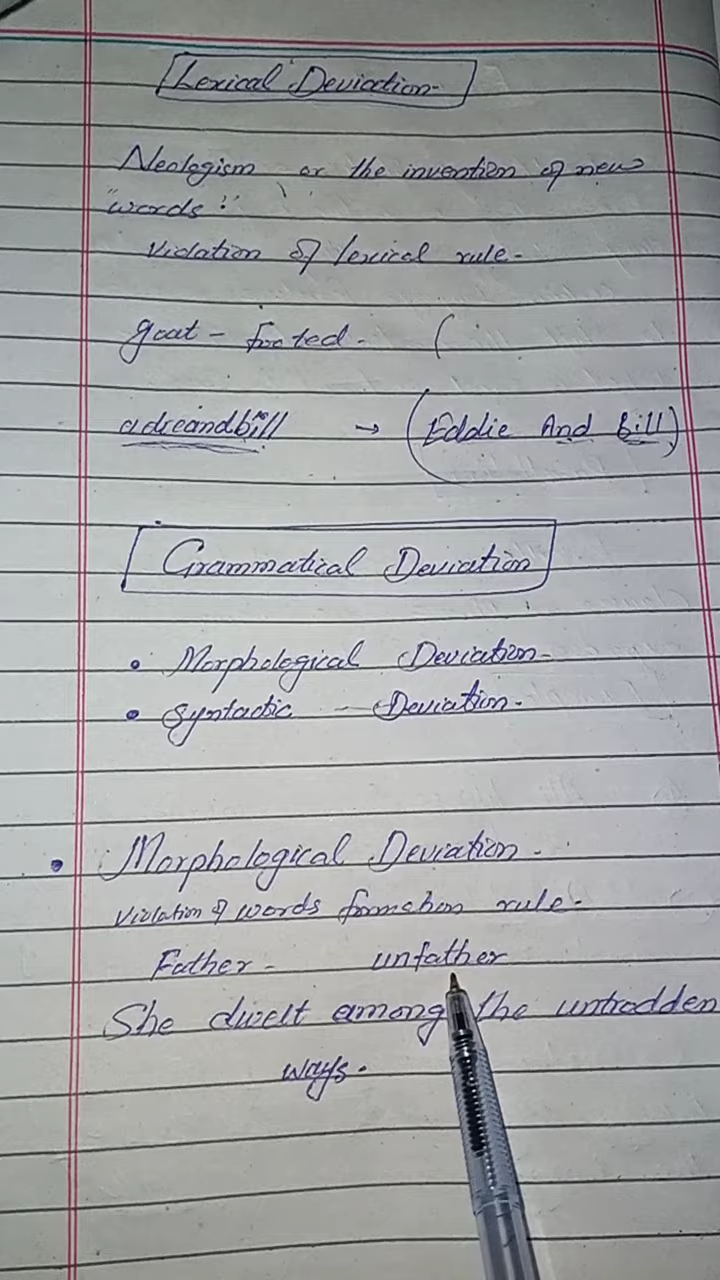 Lexical Deviation-
Neologism or the invention of new
"words"
Violation of lexical rule-
goat - footed. (
adieandbill → (Eddie And Bill)
Grammatical Deviation
• Morphological Deviation-
• Syntactic - Deviation.
• Morphological Deviation.
Violation of words formation rule-
Father- unfather
She dwelt among the untrodden
ways.